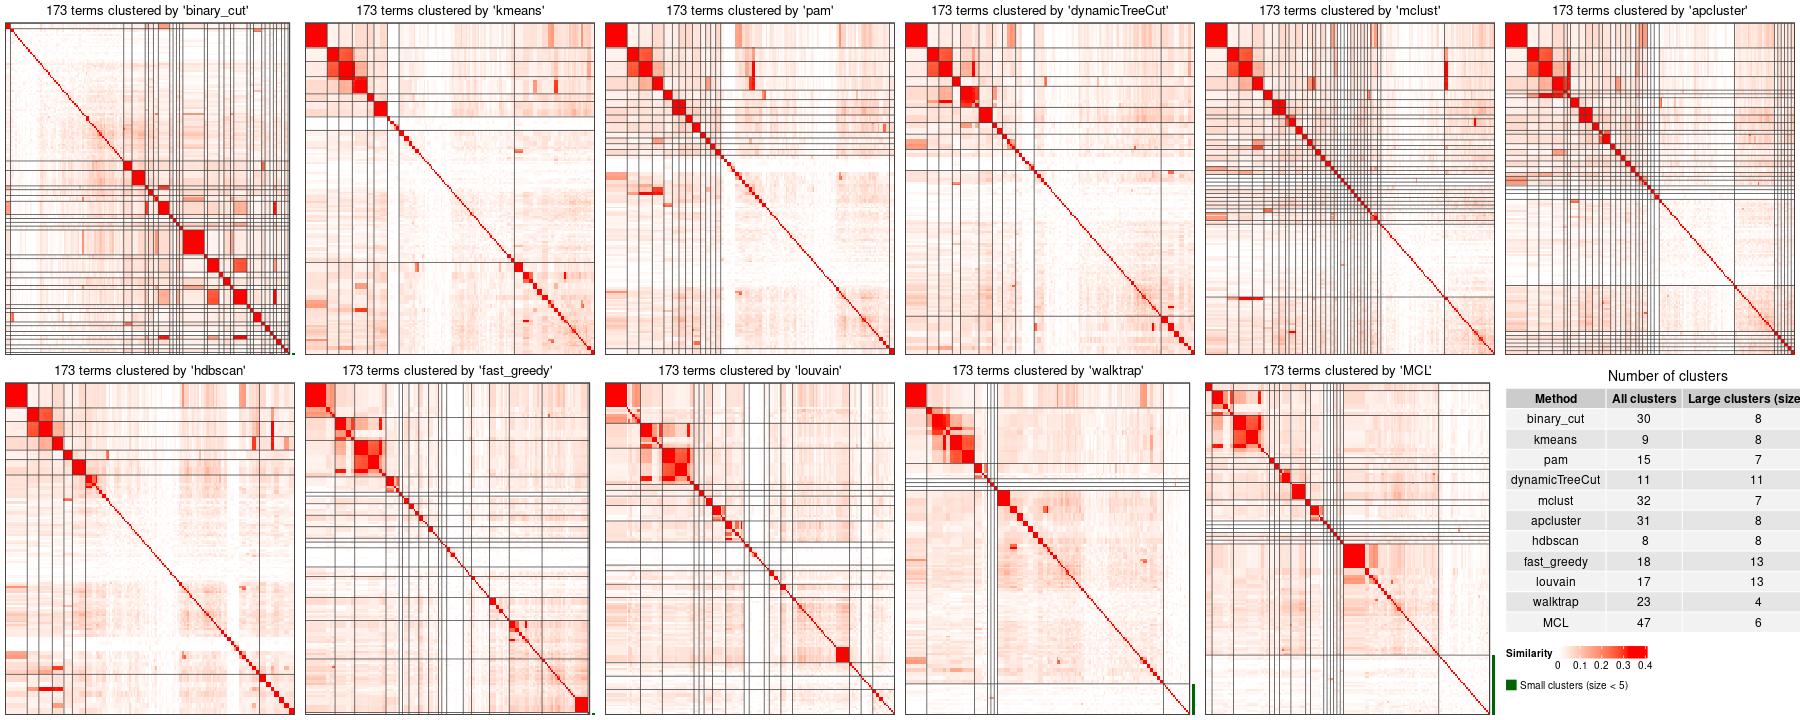 173 terms clustered by 'binary_cut'
173 terms clustered by 'kmeans'
173 terms clustered by 'pam'
173 terms clustered by 'dynamicTreeCut'
173 terms clustered by 'mclust'
173 terms clustered by 'apcluster'
173 terms clustered by 'hdbscan'
173 terms clustered by 'fast_greedy'
173 terms clustered by 'louvain'
173 terms clustered by 'walktrap'
173 terms clustered by 'MCL'
Number of clusters
Method All clusters Large clusters (size
binary_cut 30 8
kmeans 9 8
pam 15 7
dynamicTreeCut 11 11
mclust 32 7
apcluster 31 8
hdbscan 8 8
fast_greedy 18 13
louvain 17 13
walktrap 23 4
MCL 47 6
Similarity
0 0.1 0.2 0.3 0.4
Small clusters (size < 5)